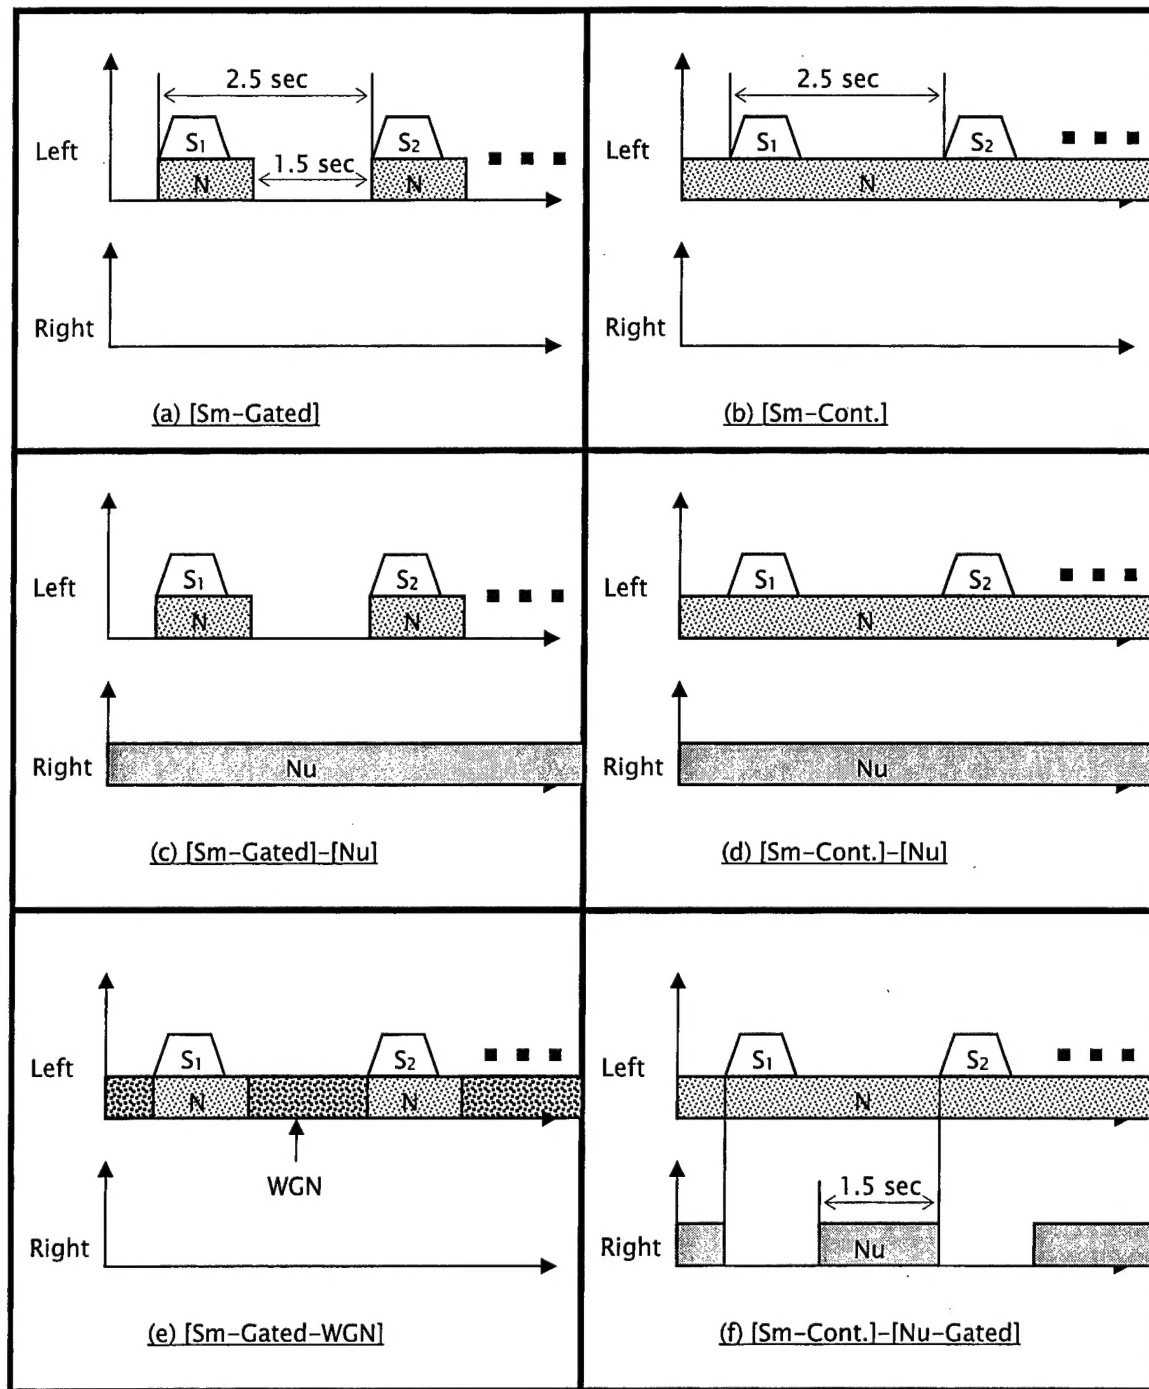 2.5 sec
Left
S1
S2
1.5 sec
N
N
Right
(a) [Sm-Gated]
2.5 sec
Left
S1
S2
N
Right
(b) [Sm-Cont.]
Left
S1
S2
N
N
Right
Nu
(c) [Sm-Gated]-[Nu]
Left
S1
S2
N
Right
Nu
(d) [Sm-Cont.]-[Nu]
Left
S1
S2
N
N
WGN
Right
(e) [Sm-Gated-WGN]
Left
S1
S2
N
1.5 sec
Right
Nu
(f) [Sm-Cont.]-[Nu-Gated]